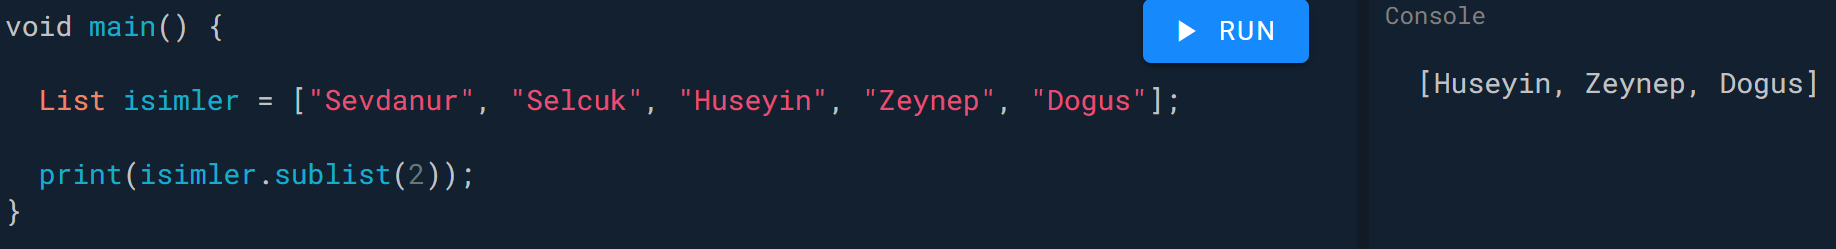 void main() {
List isimler = ["Sevdanur", "Selcuk", "Huseyin", "Zeynep", "Dogus"];
print(isimler.sublist(2));
}
RUN
Console
[Huseyin, Zeynep, Dogus]